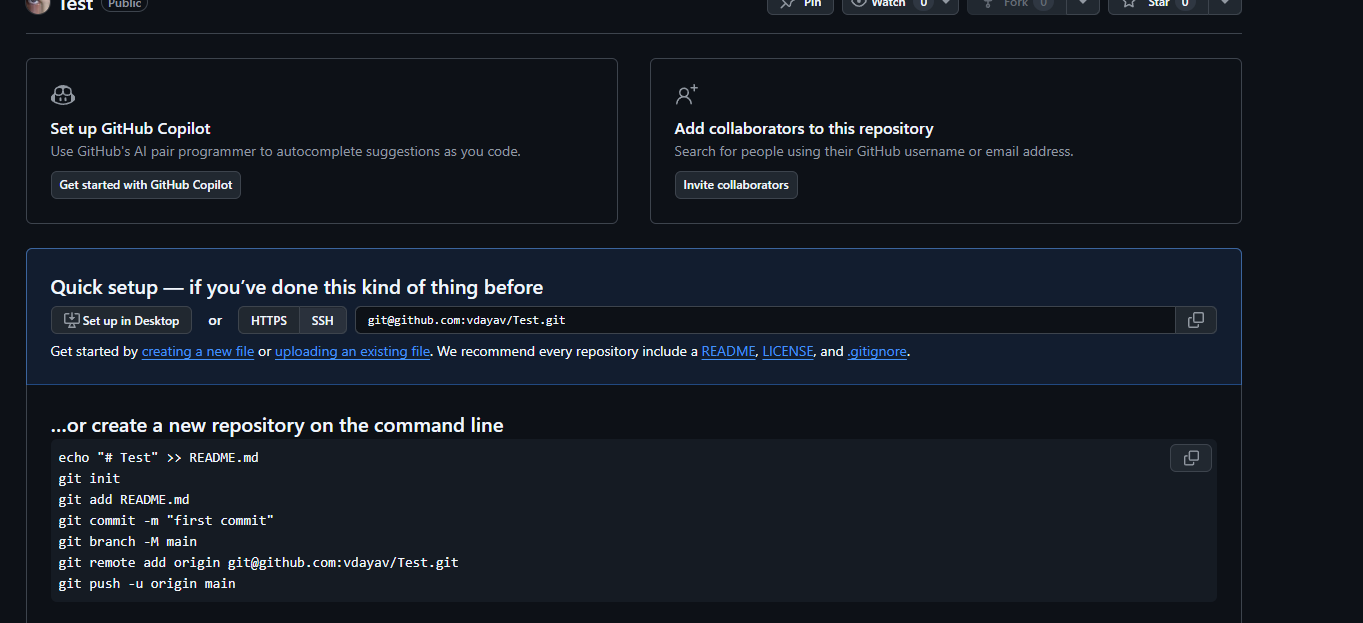 Test Public
Pin Watch 0 Fork 0 Star 0
Set up GitHub Copilot
Use GitHub's AI pair programmer to autocomplete suggestions as you code.
Get started with GitHub Copilot
Add collaborators to this repository
Search for people using their GitHub username or email address.
Invite collaborators
Quick setup — if you’ve done this kind of thing before
Set up in Desktop or HTTPS SSH git@github.com:vdayav/Test.git
Get started by creating a new file or uploading an existing file. We recommend every repository include a README, LICENSE, and .gitignore.
…or create a new repository on the command line
echo "# Test" >> README.md
git init
git add README.md
git commit -m "first commit"
git branch -M main
git remote add origin git@github.com:vdayav/Test.git
git push -u origin main